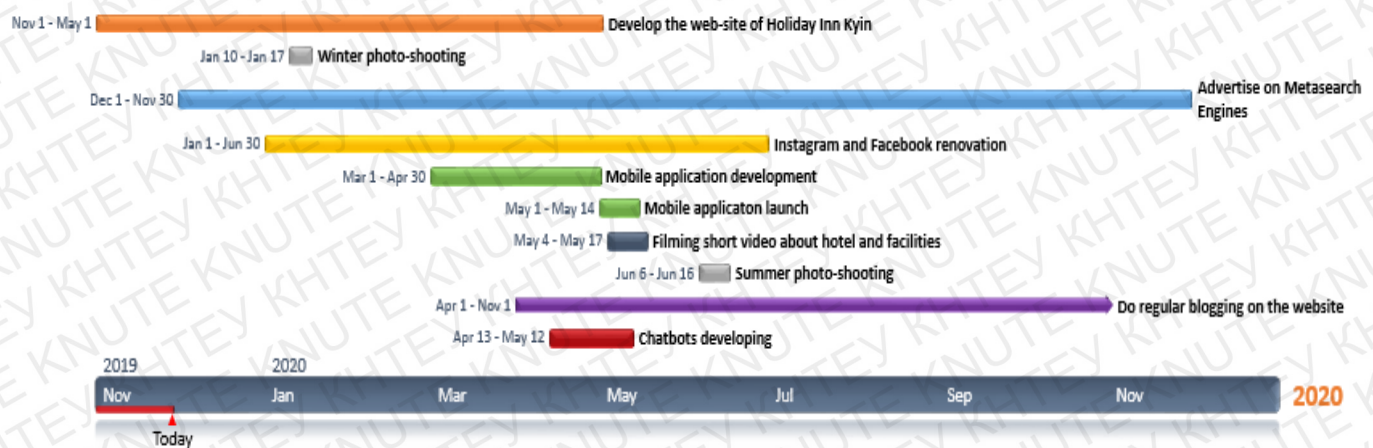 Nov 1 - May 1 Develop the web-site of Holiday Inn Kyin
Jan 10 - Jan 17 Winter photo-shooting
Dec 1 - Nov 30 Advertise on Metasearch
Engines
Jan 1 - Jun 30 Instagram and Facebook renovation
Mar 1 - Apr 30 Mobile application development
May 1 - May 14 Mobile applicaton launch
May 4 - May 17 Filming short video about hotel and facilities
Jun 6 - Jun 16 Summer photo-shooting
Apr 1 - Nov 1 Do regular blogging on the website
Apr 13 - May 12 Chatbots developing
2019 2020
Nov Jan Mar May Jul Sep Nov 2020
Today